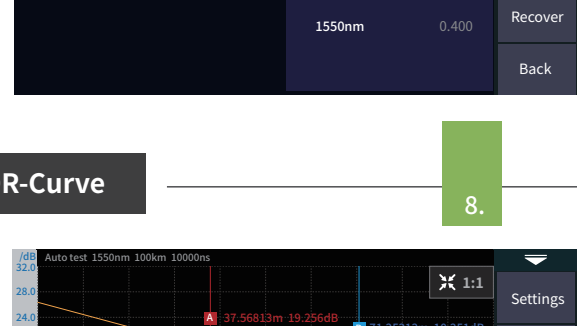 1550nm 0.400 Recover
Back
R-Curve
8.
/dB Auto test 1550nm 100km 10000ns
32.0
1:1
28.0
Settings
24.0
A 37.56813m 19.256dB